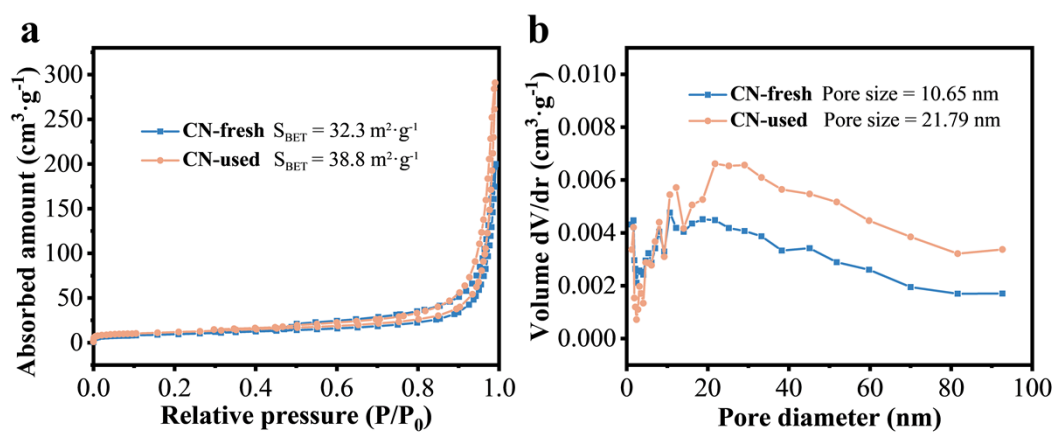 a
Absorbed amount (cm³·g⁻¹)
300
250
200
150
100
50
0
CN-fresh S_BET = 32.3 m²·g⁻¹
CN-used S_BET = 38.8 m²·g⁻¹
0.0 0.2 0.4 0.6 0.8 1.0
Relative pressure (P/P₀)
b
Volume dV/dr (cm³·g⁻¹)
0.010
0.008
0.006
0.004
0.002
0.000
CN-fresh Pore size = 10.65 nm
CN-used Pore size = 21.79 nm
0 20 40 60 80 100
Pore diameter (nm)